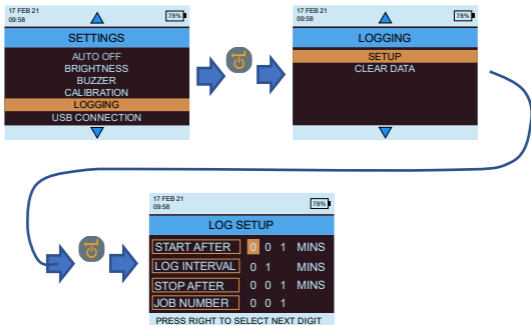 17 FEB 21
09:58
78%
SETTINGS
AUTO OFF
BRIGHTNESS
BUZZER
CALIBRATION
LOGGING
USB CONNECTION
17 FEB 21
09:58
78%
LOGGING
SETUP
CLEAR DATA
17 FEB 21
09:58
78%
LOG SETUP
START AFTER 0 0 1 MINS
LOG INTERVAL 0 1 MINS
STOP AFTER 0 0 1 MINS
JOB NUMBER 0 0 1
PRESS RIGHT TO SELECT NEXT DIGIT